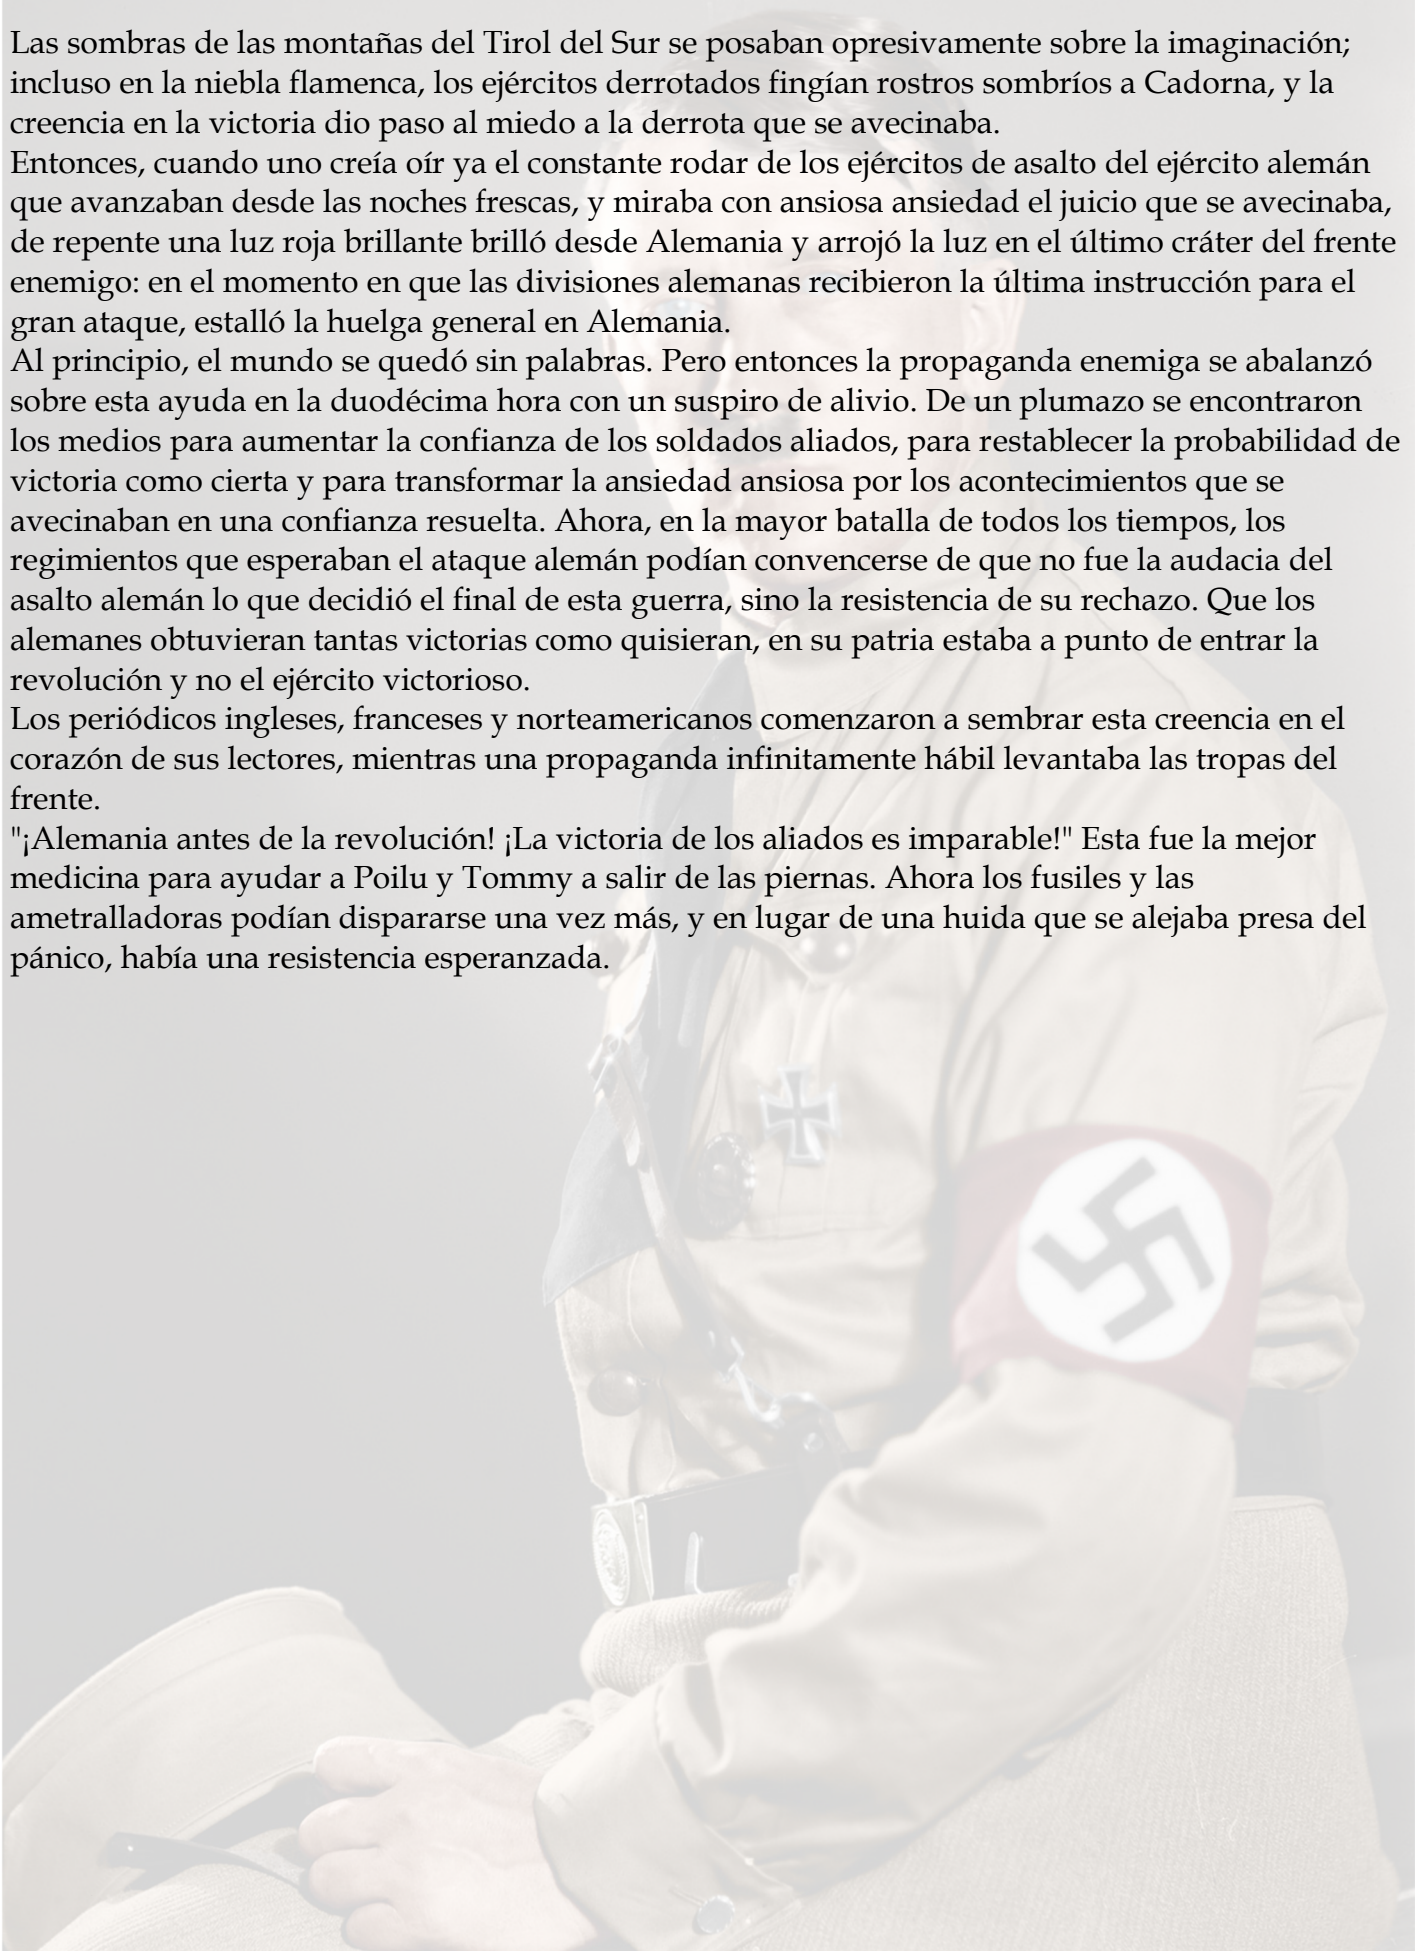 Las sombras de las montañas del Tirol del Sur se posaban opresivamente sobre la imaginación;
incluso en la niebla flamenca, los ejércitos derrotados fingían rostros sombríos a Cadorna, y la
creencia en la victoria dio paso al miedo a la derrota que se avecinaba.
Entonces, cuando uno creía oír ya el constante rodar de los ejércitos de asalto del ejército alemán
que avanzaban desde las noches frescas, y miraba con ansiosa ansiedad el juicio que se avecinaba,
de repente una luz roja brillante brilló desde Alemania y arrojó la luz en el último cráter del frente
enemigo: en el momento en que las divisiones alemanas recibieron la última instrucción para el
gran ataque, estalló la huelga general en Alemania.
Al principio, el mundo se quedó sin palabras. Pero entonces la propaganda enemiga se abalanzó
sobre esta ayuda en la duodécima hora con un suspiro de alivio. De un plumazo se encontraron
los medios para aumentar la confianza de los soldados aliados, para restablecer la probabilidad de
victoria como cierta y para transformar la ansiedad ansiosa por los acontecimientos que se
avecinaban en una confianza resuelta. Ahora, en la mayor batalla de todos los tiempos, los
regimientos que esperaban el ataque alemán podían convencerse de que no fue la audacia del
asalto alemán lo que decidió el final de esta guerra, sino la resistencia de su rechazo. Que los
alemanes obtuvieran tantas victorias como quisieran, en su patria estaba a punto de entrar la
revolución y no el ejército victorioso.
Los periódicos ingleses, franceses y norteamericanos comenzaron a sembrar esta creencia en el
corazón de sus lectores, mientras una propaganda infinitamente hábil levantaba las tropas del
frente.
"¡Alemania antes de la revolución! ¡La victoria de los aliados es imparable!" Esta fue la mejor
medicina para ayudar a Poilu y Tommy a salir de las piernas. Ahora los fusiles y las
ametralladoras podían dispararse una vez más, y en lugar de una huida que se alejaba presa del
pánico, había una resistencia esperanzada.